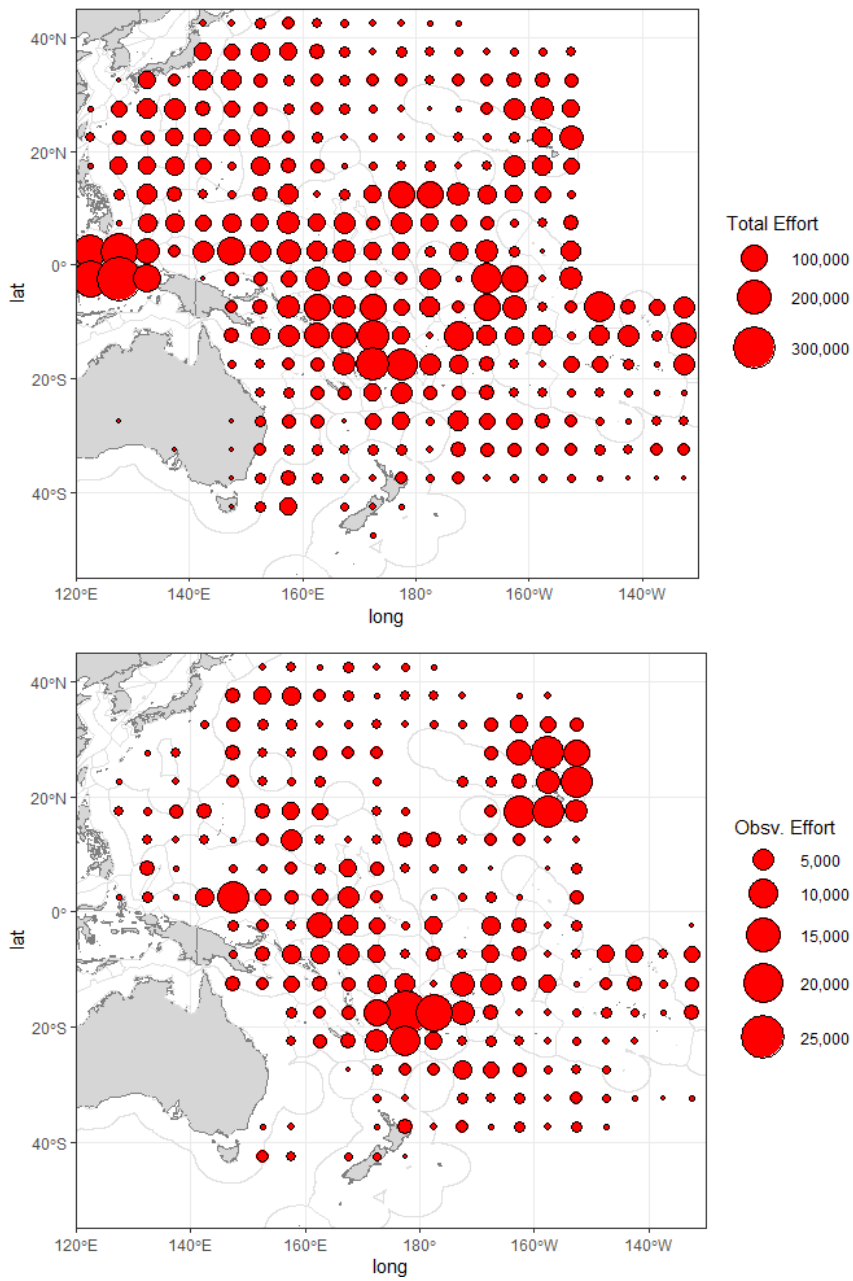 40°N
20°N
0°
20°S
40°S
lat
120°E
140°E
160°E
180°
160°W
140°W
long
Total Effort
100,000
200,000
300,000
40°N
20°N
0°
20°S
40°S
lat
120°E
140°E
160°E
180°
160°W
140°W
long
Obsv. Effort
5,000
10,000
15,000
20,000
25,000